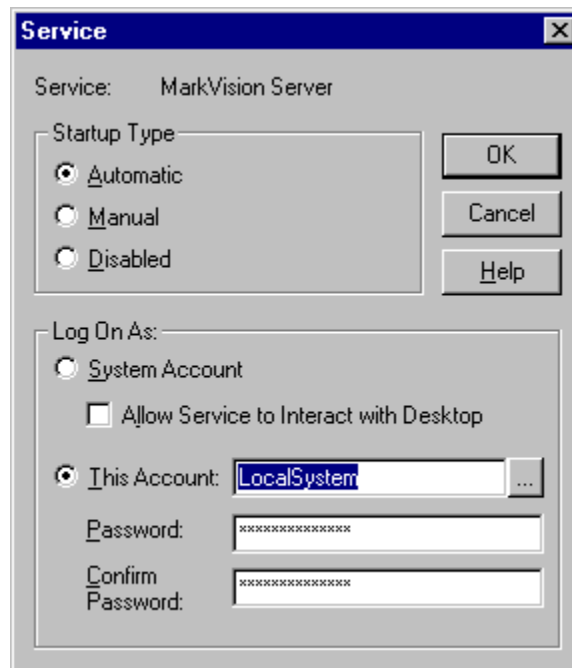 Service
Service: MarkVision Server
Startup Type
Automatic
Manual
Disabled
OK
Cancel
Help
Log On As:
System Account
Allow Service to Interact with Desktop
This Account: LocalSystem ...
Password: **************
Confirm Password: **************